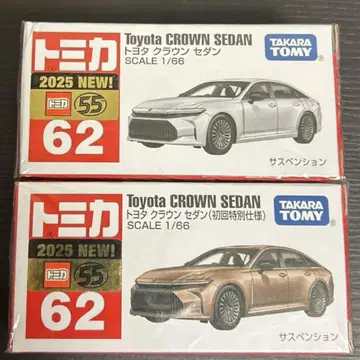 トミカ
2025 NEW!
トミカ 55
62
Toyota CROWN SEDAN
トヨタ クラウン セダン
SCALE 1/66
TAKARA
TOMY
サスペンション
トミカ
2025 NEW!
トミカ 55
62
Toyota CROWN SEDAN
トヨタ クラウン セダン(初回特別仕様)
SCALE 1/66
TAKARA
TOMY
サスペンション